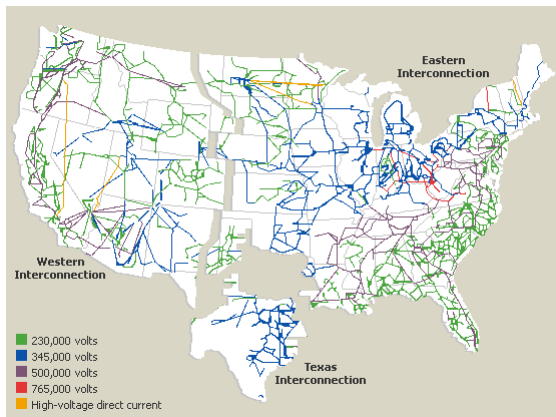 Eastern
Interconnection
Western
Interconnection
Texas
Interconnection
230,000 volts
345,000 volts
500,000 volts
765,000 volts
High-voltage direct current